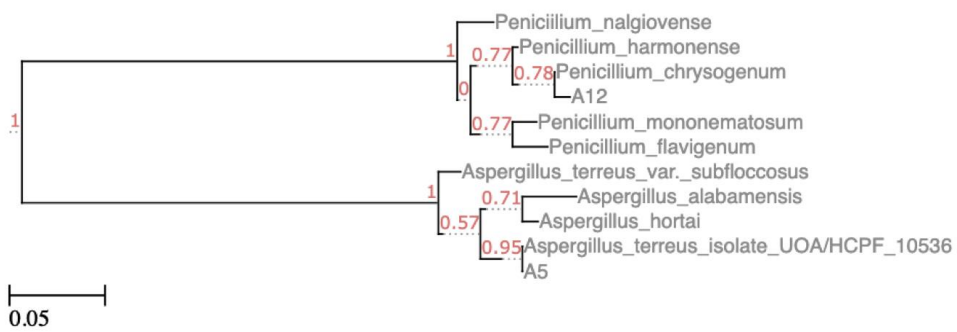 Peniciilium_nalgiovense
1
0.77
Penicillium_harmonense
0.78
Penicillium_chrysogenum
0
A12
1
0.77
Penicillium_mononematosum
Penicillium_flavigenum
Aspergillus_terreus_var._subfloccosus
1
0.71
Aspergillus_alabamensis
0.57
Aspergillus_hortai
0.95
Aspergillus_terreus_isolate_UOA/HCPF_10536
A5
0.05